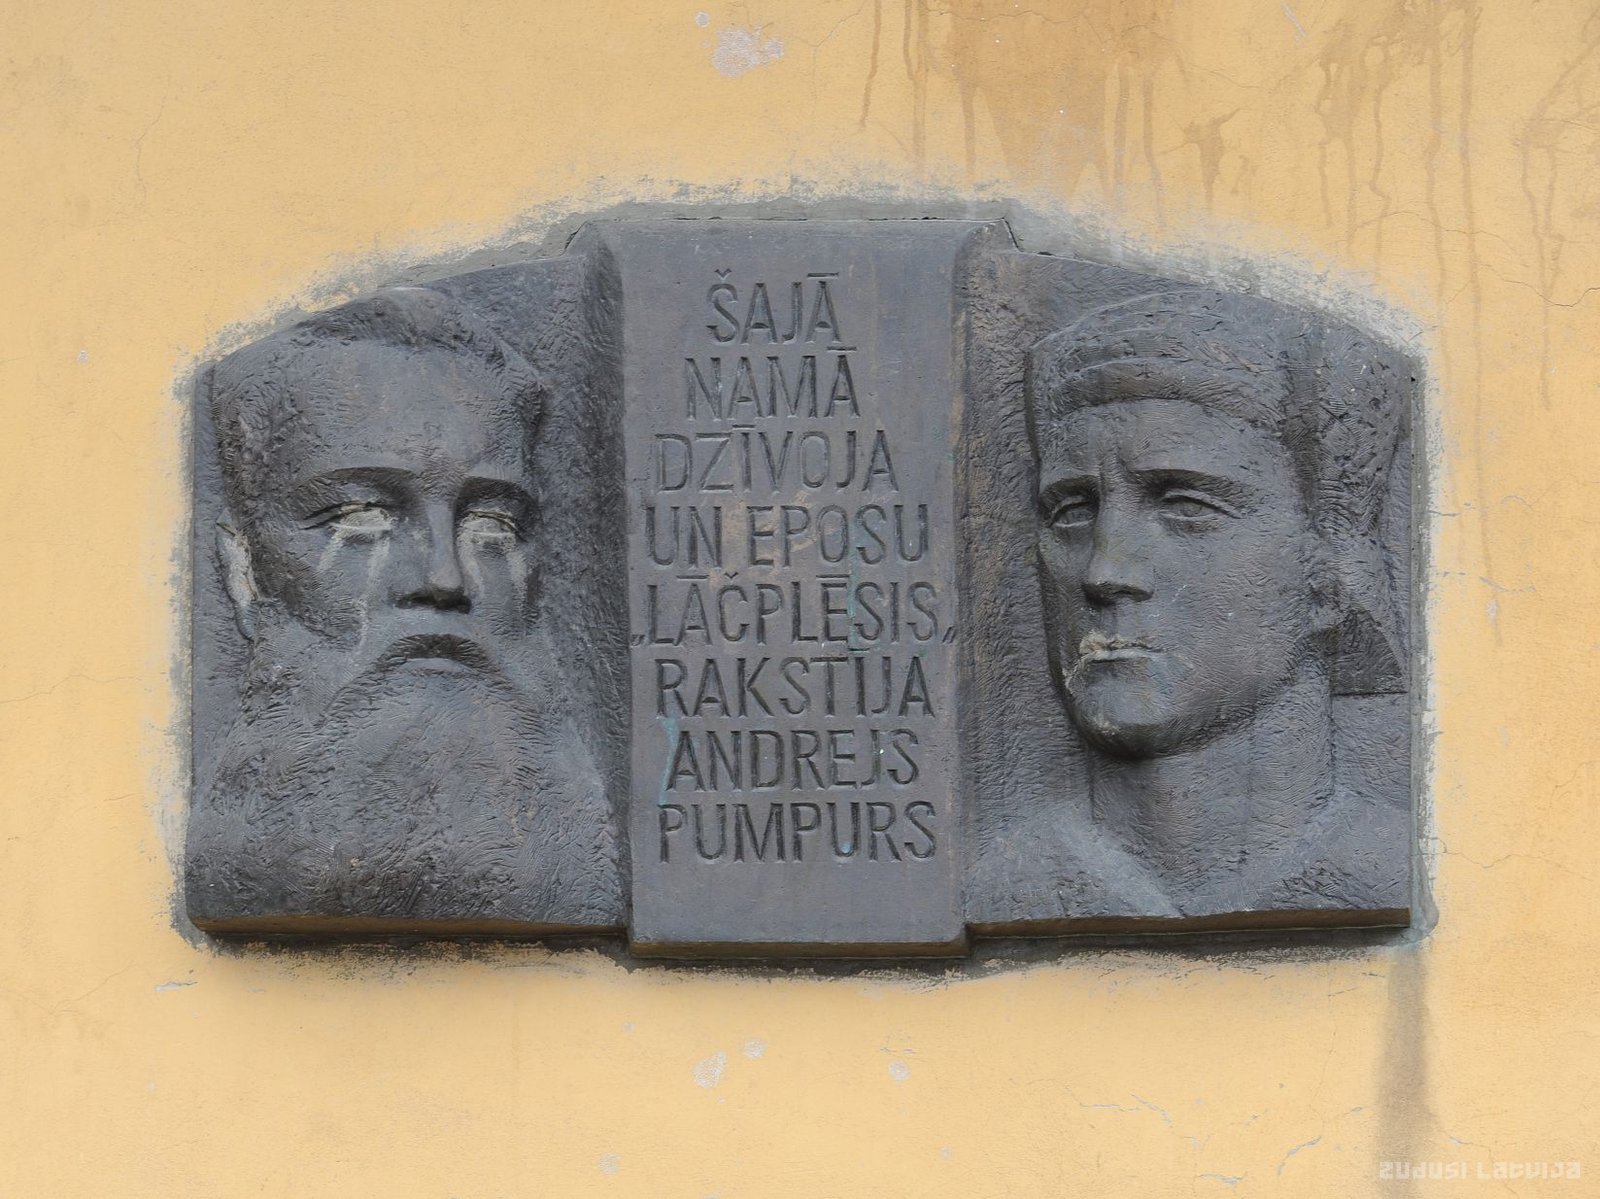 ŠAJĀ
NAMĀ
DZĪVOJA
UN EPOSU
„LĀČPLĒSIS„
RAKSTĪJA
ANDREJS
PUMPURS
ZUDUSI LATVIJA